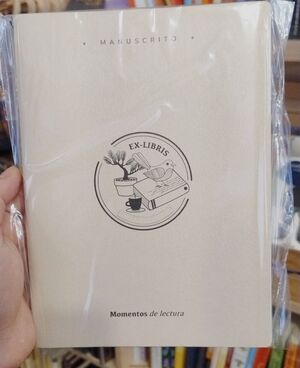 MANUSCRITO
EX-LIBRIS
Momentos de lectura